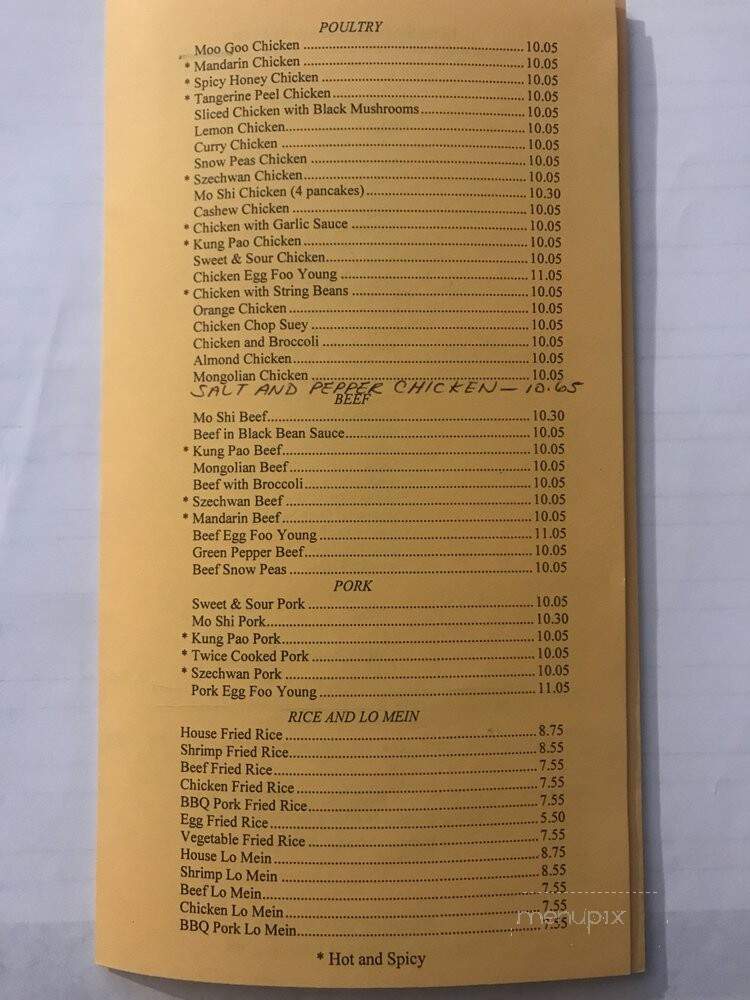 POULTRY
Moo Goo Chicken ........ 10.05
* Mandarin Chicken ........ 10.05
* Spicy Honey Chicken ........ 10.05
* Tangerine Peel Chicken ........ 10.05
Sliced Chicken with Black Mushrooms ........ 10.05
Lemon Chicken ........ 10.05
Curry Chicken ........ 10.05
Snow Peas Chicken ........ 10.05
* Szechwan Chicken ........ 10.05
Mo Shi Chicken (4 pancakes) ........ 10.30
Cashew Chicken ........ 10.05
* Chicken with Garlic Sauce ........ 10.05
* Kung Pao Chicken ........ 10.05
Sweet & Sour Chicken ........ 10.05
Chicken Egg Foo Young ........ 11.05
* Chicken with String Beans ........ 10.05
Orange Chicken ........ 10.05
Chicken Chop Suey ........ 10.05
Chicken and Broccoli ........ 10.05
Almond Chicken ........ 10.05
Mongolian Chicken ........ 10.05
SALT AND PEPPER CHICKEN — 10.65
BEEF
Mo Shi Beef ........ 10.30
Beef in Black Bean Sauce ........ 10.05
* Kung Pao Beef ........ 10.05
Mongolian Beef ........ 10.05
Beef with Broccoli ........ 10.05
* Szechwan Beef ........ 10.05
* Mandarin Beef ........ 10.05
Beef Egg Foo Young ........ 11.05
Green Pepper Beef ........ 10.05
Beef Snow Peas ........ 10.05
PORK
Sweet & Sour Pork ........ 10.05
Mo Shi Pork ........ 10.30
* Kung Pao Pork ........ 10.05
* Twice Cooked Pork ........ 10.05
* Szechwan Pork ........ 10.05
Pork Egg Foo Young ........ 11.05
RICE AND LO MEIN
House Fried Rice ........ 8.75
Shrimp Fried Rice ........ 8.55
Beef Fried Rice ........ 7.55
Chicken Fried Rice ........ 7.55
BBQ Pork Fried Rice ........ 7.55
Egg Fried Rice ........ 5.50
Vegetable Fried Rice ........ 7.55
House Lo Mein ........ 8.75
Shrimp Lo Mein ........ 8.55
Beef Lo Mein ........ 7.55
Chicken Lo Mein ........ 7.55
BBQ Pork Lo Mein ........ 7.55
menupix
* Hot and Spicy